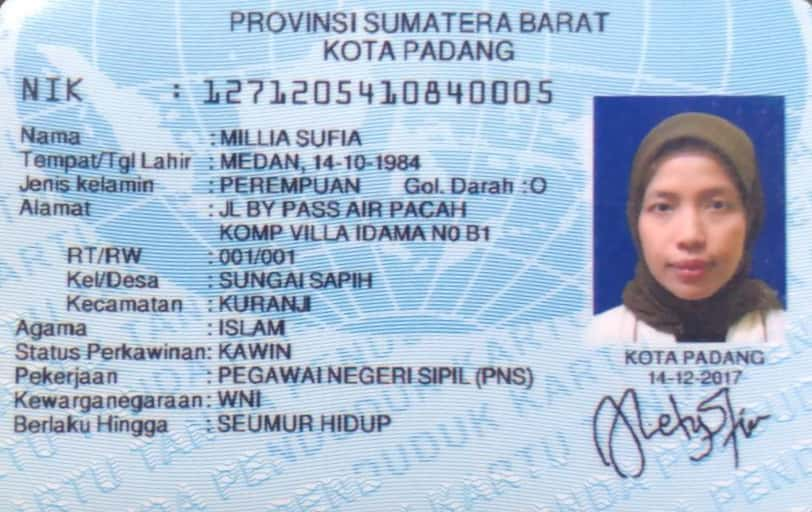 PROVINSI SUMATERA BARAT
KOTA PADANG
NIK : 1271205410840005
Nama : MILLIA SUFIA
Tempat/Tgl Lahir : MEDAN, 14-10-1984
Jenis kelamin : PEREMPUAN Gol. Darah : O
Alamat : JL BY PASS AIR PACAH
KOMP VILLA IDAMA N0 B1
RT/RW : 001/001
Kel/Desa : SUNGAI SAPIH
Kecamatan : KURANJI
Agama : ISLAM
Status Perkawinan: KAWIN
Pekerjaan : PEGAWAI NEGERI SIPIL (PNS)
Kewarganegaraan: WNI
Berlaku Hingga : SEUMUR HIDUP
KOTA PADANG
14-12-2017